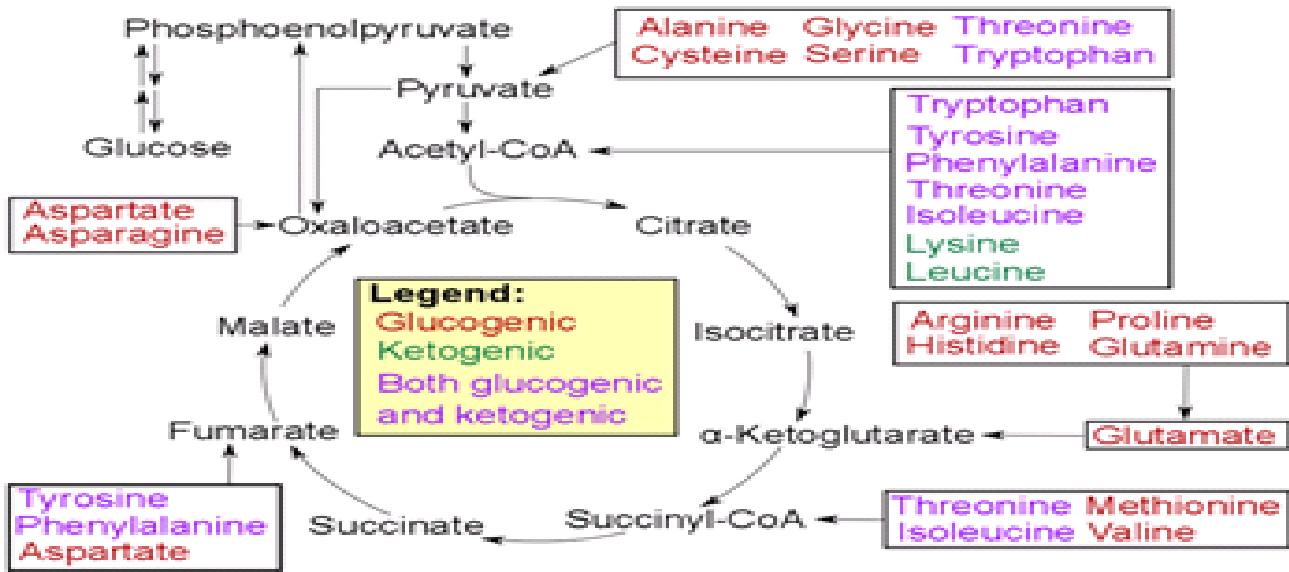 Phosphoenolpyruvate
Alanine Glycine Threonine
Cysteine Serine Tryptophan
Pyruvate
Glucose
Acetyl-CoA
Tryptophan
Tyrosine
Phenylalanine
Threonine
Isoleucine
Lysine
Leucine
Aspartate
Asparagine
Oxaloacetate
Citrate
Legend:
Glucogenic
Ketogenic
Both glucogenic
and ketogenic
Malate
Isocitrate
Arginine Proline
Histidine Glutamine
Fumarate
α-Ketoglutarate
Glutamate
Tyrosine
Phenylalanine
Aspartate
Succinate
Succinyl-CoA
Threonine Methionine
Isoleucine Valine